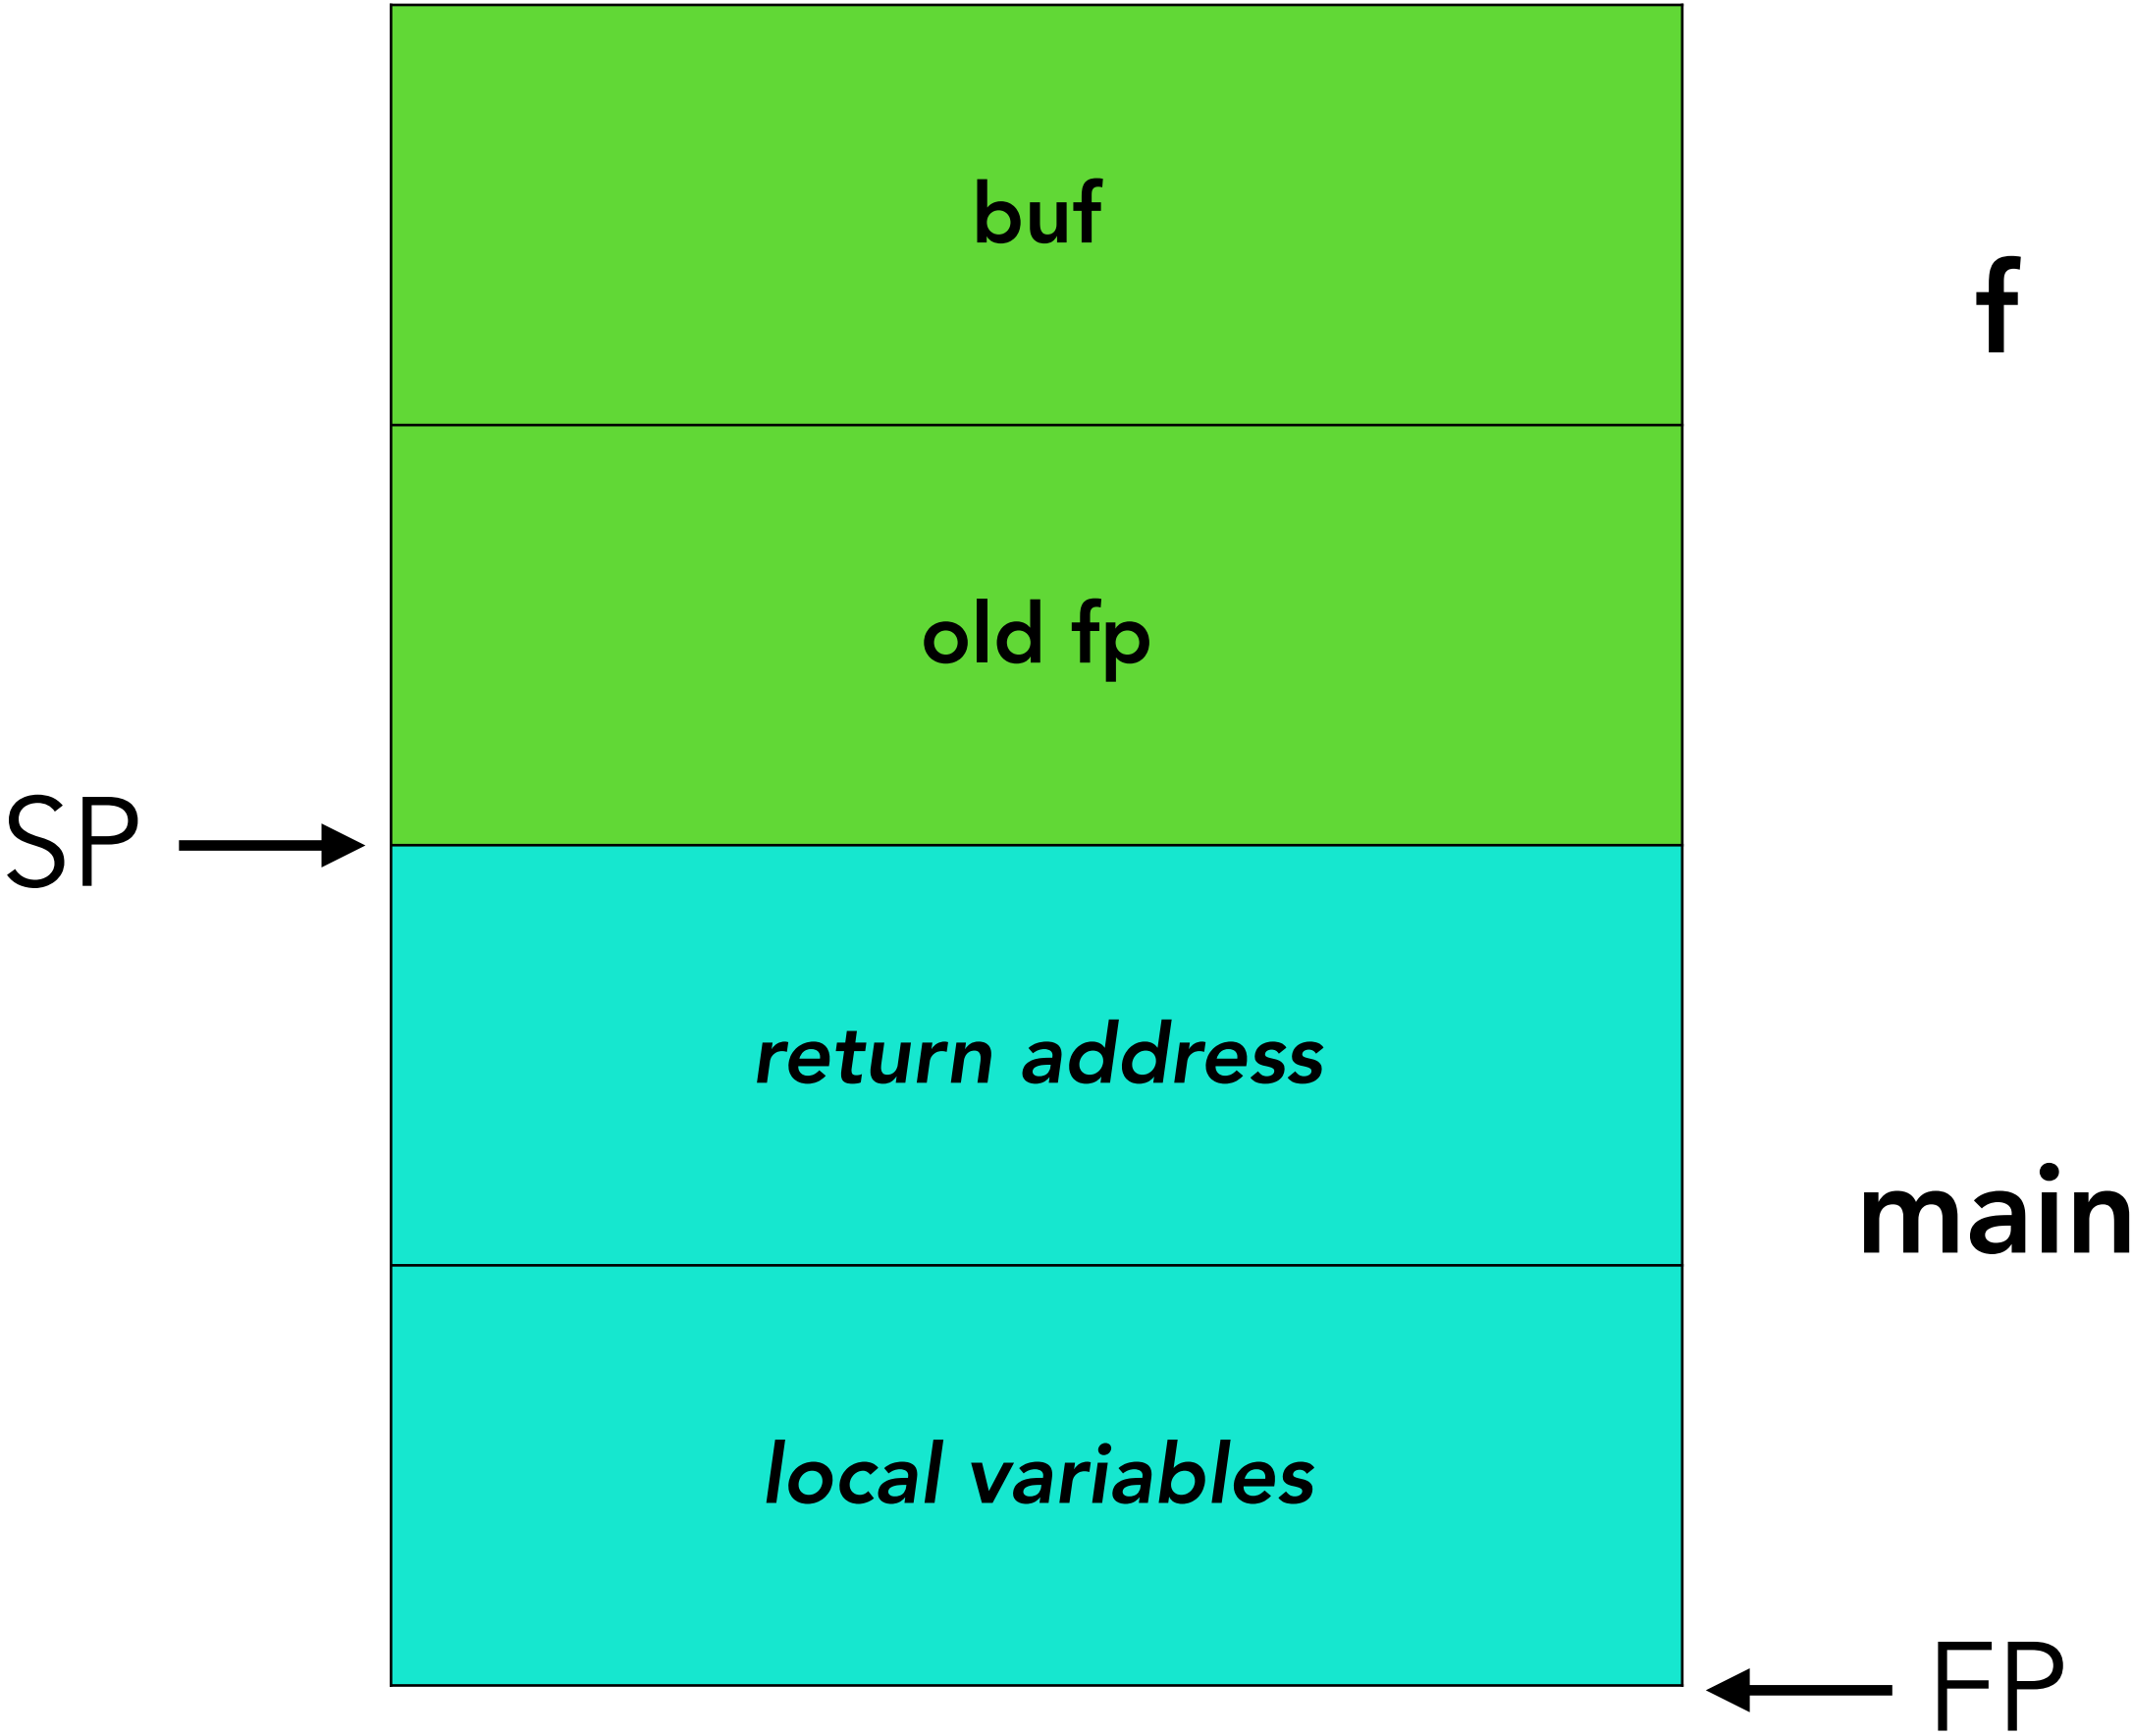 buf
f
old fp
SP
return address
main
local variables
FP